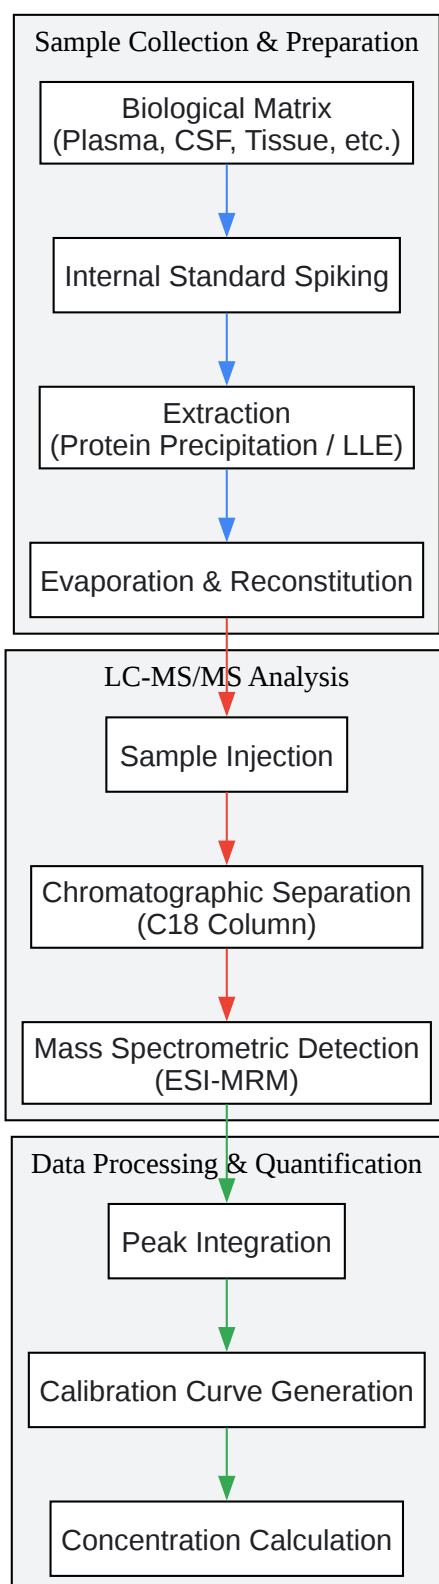 Sample Collection & Preparation
Biological Matrix
(Plasma, CSF, Tissue, etc.)
Internal Standard Spiking
Extraction
(Protein Precipitation / LLE)
Evaporation & Reconstitution
LC-MS/MS Analysis
Sample Injection
Chromatographic Separation
(C18 Column)
Mass Spectrometric Detection
(ESI-MRM)
Data Processing & Quantification
Peak Integration
Calibration Curve Generation
Concentration Calculation